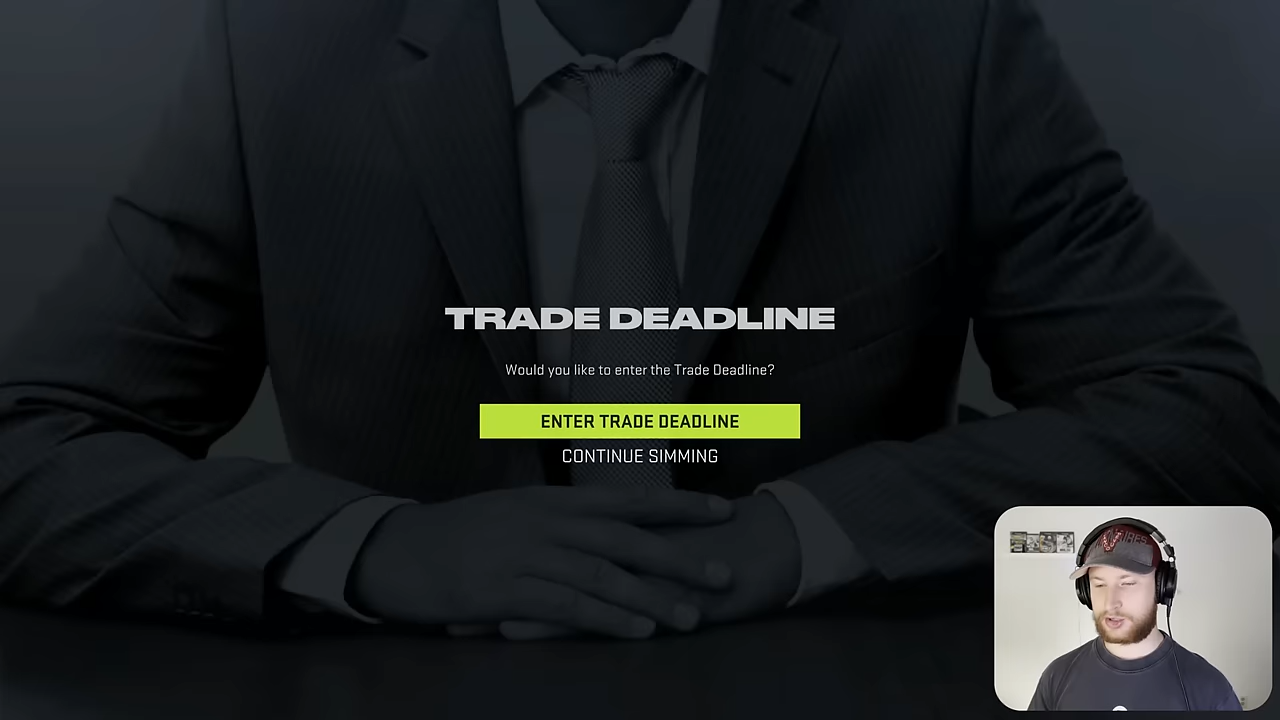 TRADE DEADLINE
Would you like to enter the Trade Deadline?
ENTER TRADE DEADLINE
CONTINUE SIMMING